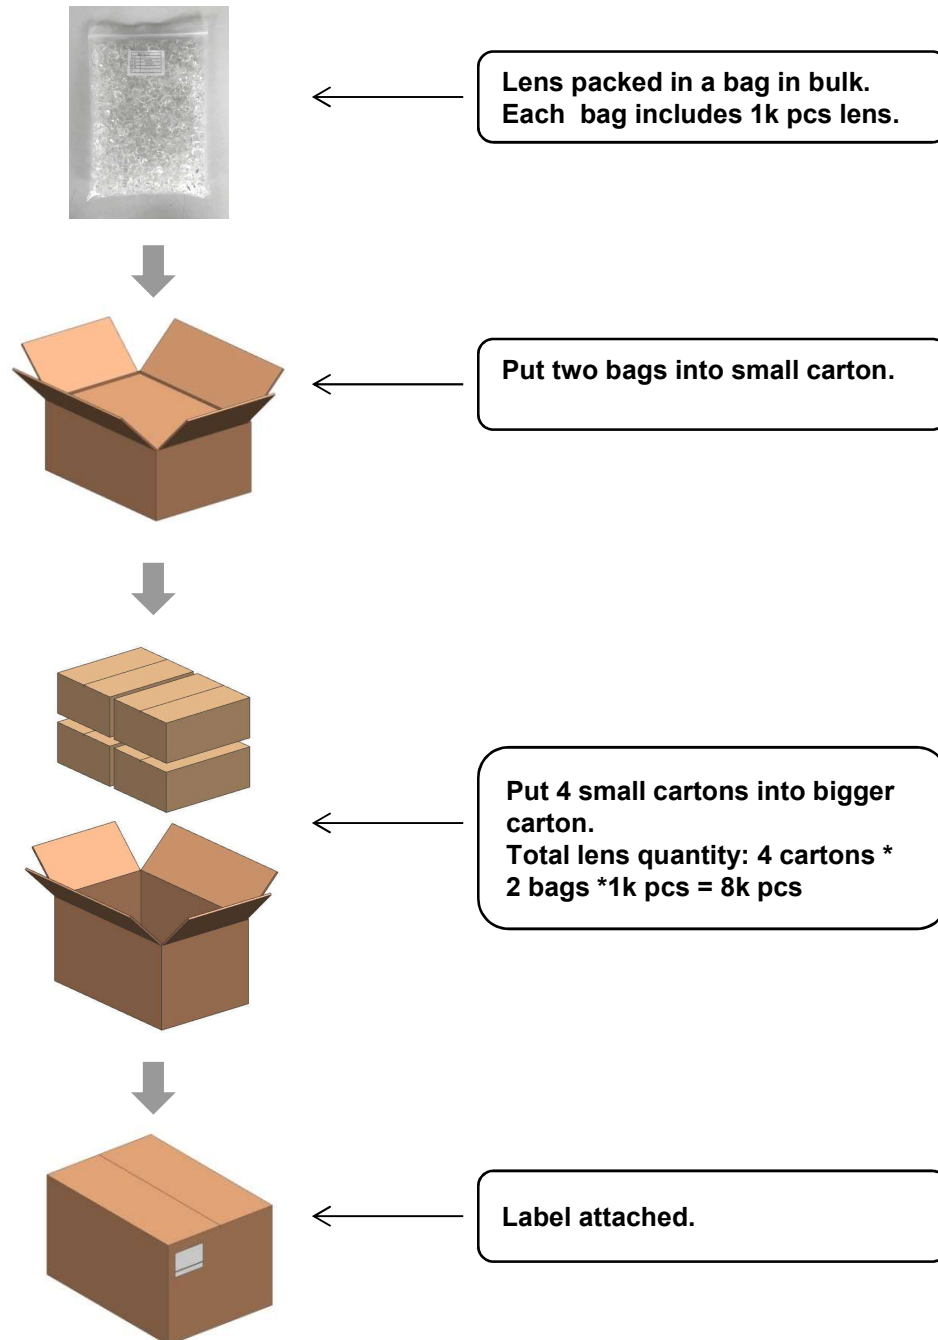 Lens packed in a bag in bulk.
Each  bag includes 1k pcs lens.
Put two bags into small carton.
Put 4 small cartons into bigger
carton.
Total lens quantity: 4 cartons *
2 bags *1k pcs = 8k pcs
Label attached.